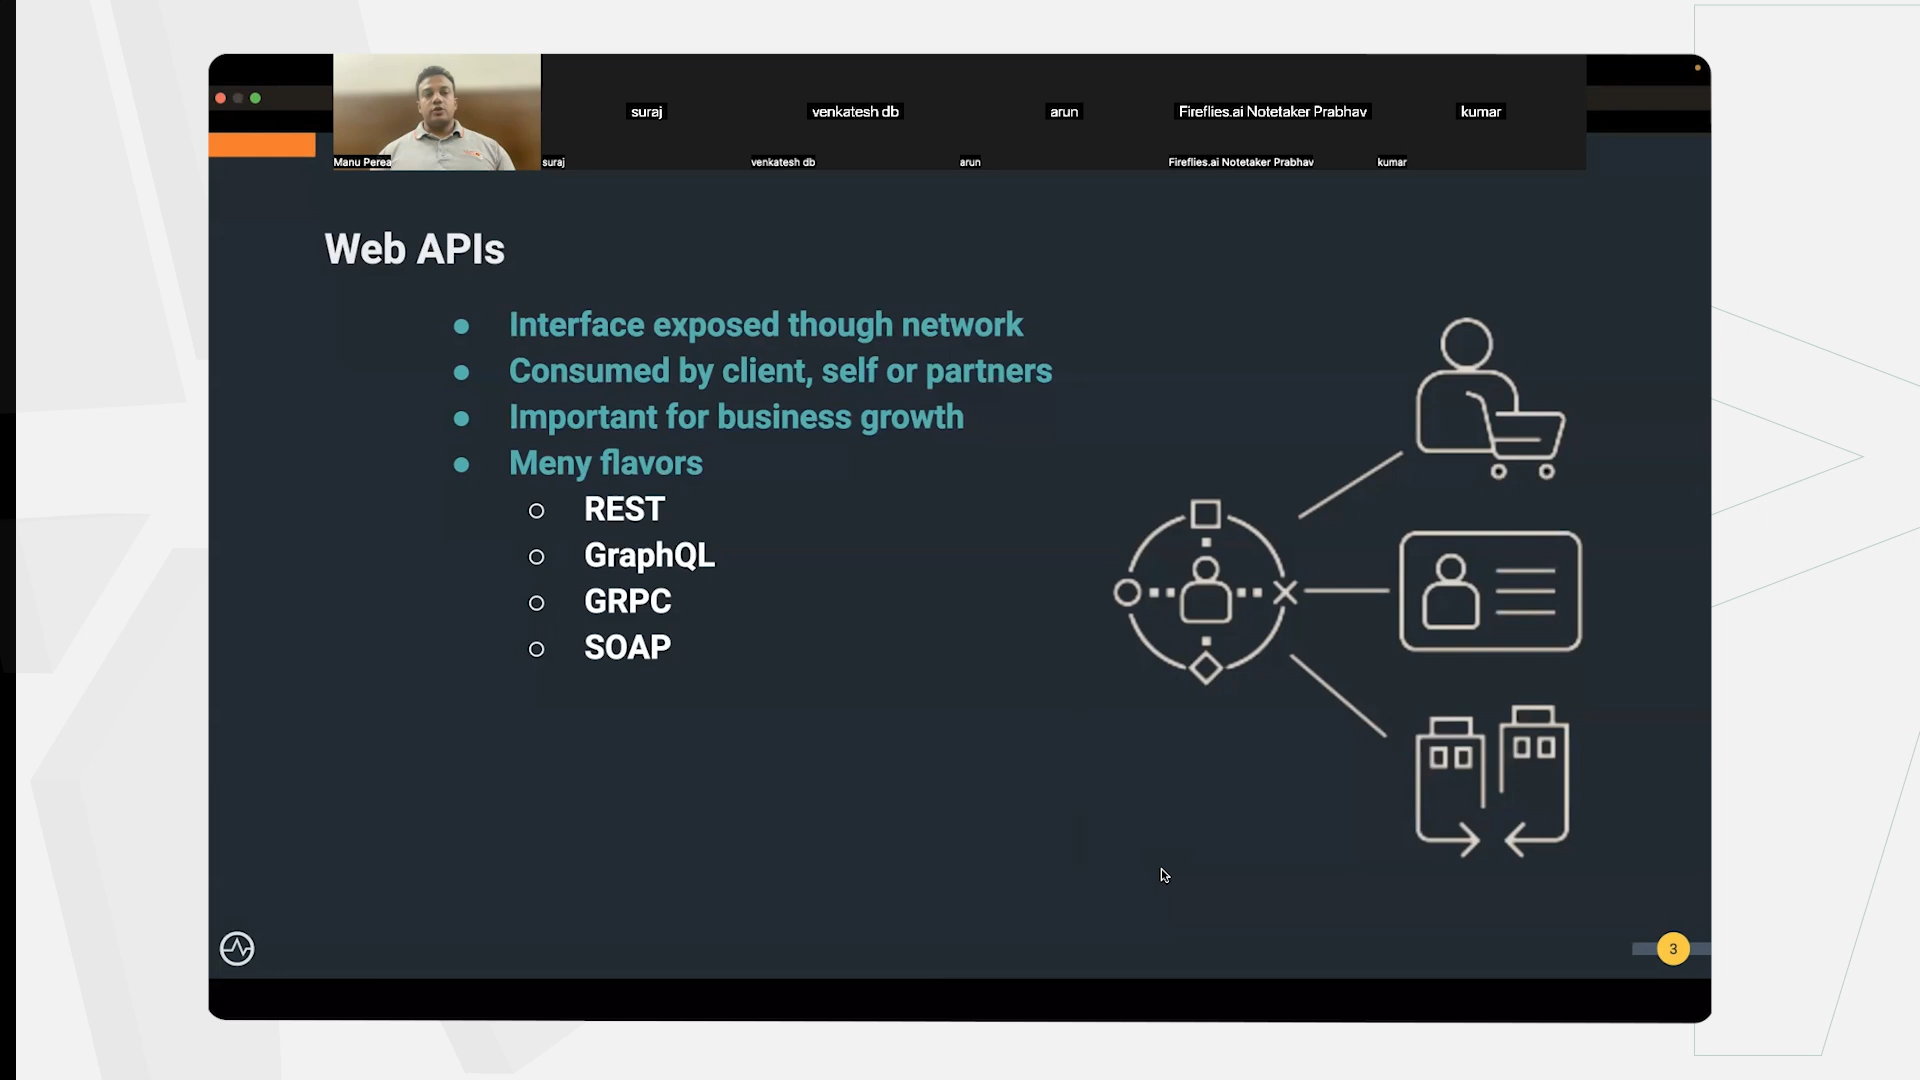 suraj
venkatesh db
arun
Fireflies.ai Notetaker Prabhav
kumar
Manu Perea
suraj
venkatesh db
arun
Fireflies.ai Notetaker Prabhav
kumar
Web APIs
Interface exposed though network
Consumed by client, self or partners
Important for business growth
Meny flavors
REST
GraphQL
GRPC
SOAP
3